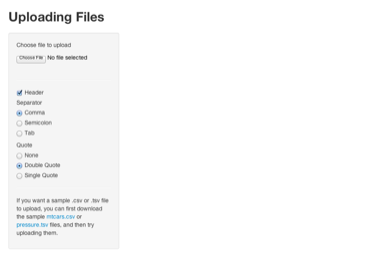 Uploading Files
Choose file to upload
Choose File No file selected
Header
Separator
Comma
Semicolon
Tab
Quote
None
Double Quote
Single Quote
If you want a sample .csv or .tsv file
to upload, you can first download
the sample mtcars.csv or
pressure.tsv files, and then try
uploading them.